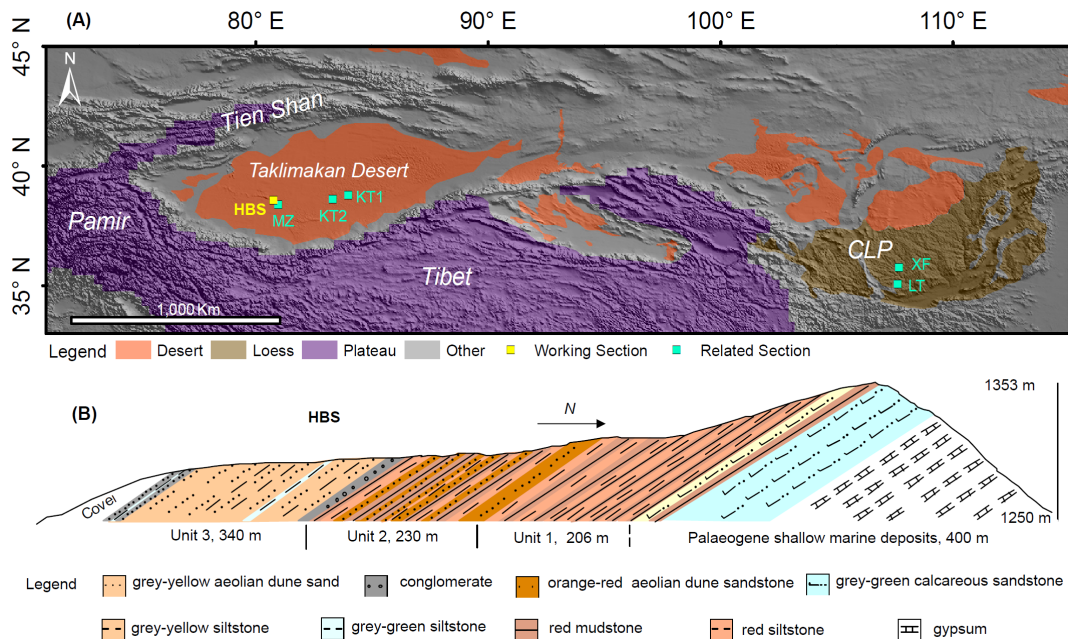 (A)
80° E
90° E
100° E
110° E
45° N
40° N
35° N
N
Tien Shan
Taklimakan Desert
HBS
MZ
KT2
KT1
Pamir
Tibet
CLP
XF
LT
1,000 Km
Legend Desert Loess Plateau Other Working Section Related Section
(B)
HBS
N
1353 m
1250 m
Cover
Unit 3, 340 m
Unit 2, 230 m
Unit 1, 206 m
Palaeogene shallow marine deposits, 400 m
Legend grey-yellow aeolian dune sand conglomerate orange-red aeolian dune sandstone grey-green calcareous sandstone
grey-yellow siltstone grey-green siltstone red mudstone red siltstone gypsum